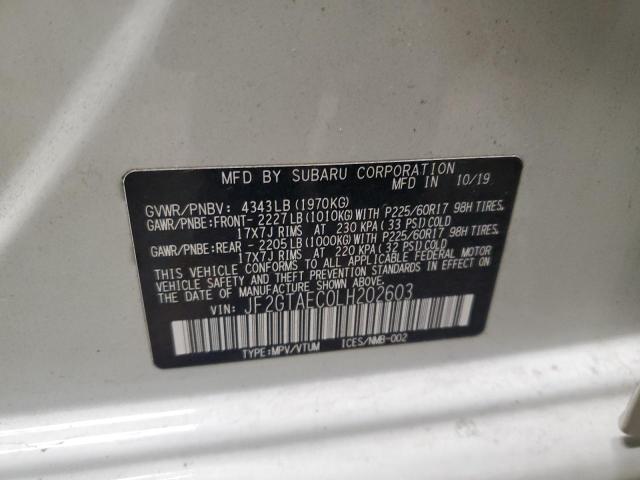 MFD BY SUBARU CORPORATION
MFD IN 10/19
GVWR/PNBV: 4343LB (1970KG)
GAWR/PNBE:FRONT- 2227LB(1010KG)WITH P225/60R17 98H TIRES,
17X7J RIMS AT 230 KPA (33 PSI)COLD
GAWR/PNBE:REAR - 2205LB(1000KG)WITH P225/60R17 98H TIRES,
17X7J RIMS AT 220 KPA (32 PSI)COLD
THIS VEHICLE CONFORMS TO ALL APPLICABLE FEDERAL MOTOR
VEHICLE SAFETY AND THEFT PREVENTION STANDARDS IN
EFFECT ON THE DATE OF MANUFACTURE SHOWN ABOVE.
VIN: JF2GTAEC0LH202603
TYPE:MPV/VTUM ICES/NMB-002